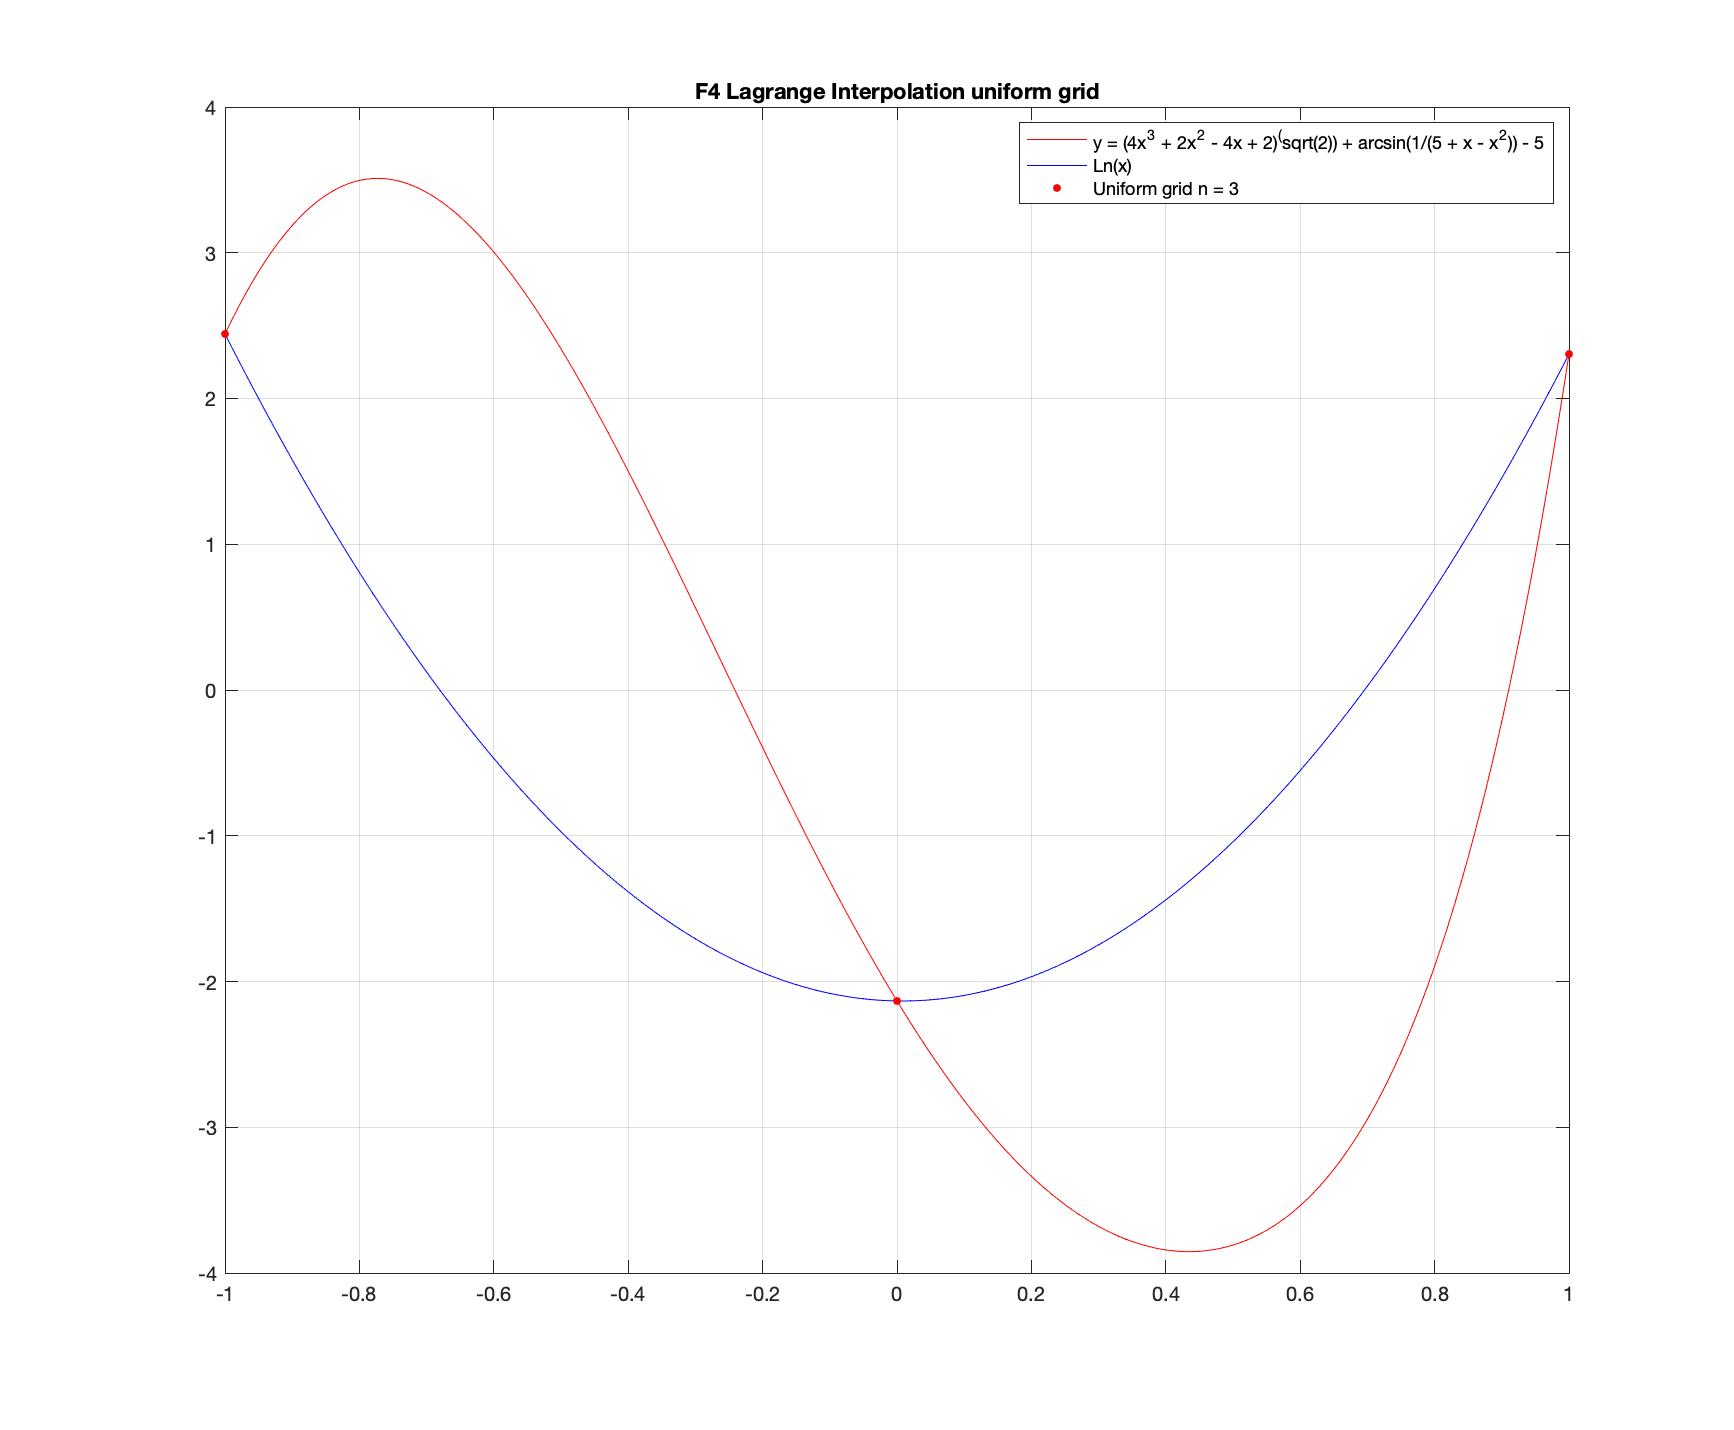 F4 Lagrange Interpolation uniform grid
y = (4x³ + 2x² - 4x + 2)⁽sqrt(2)) + arcsin(1/(5 + x - x²)) - 5
Ln(x)
Uniform grid n = 3
4
3
2
1
0
-1
-2
-3
-4
-1 -0.8 -0.6 -0.4 -0.2 0 0.2 0.4 0.6 0.8 1